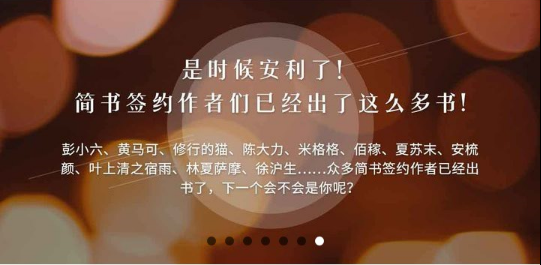 是时候安利了!
简书签约作者们已经出了这么多书!
彭小六、黄马可、修行的猫、陈大力、米格格、佰稼、夏苏末、安梳
颜、叶上清之宿雨、林夏萨摩、徐沪生……众多简书签约作者已经出
书了，下一个会不会是你呢?